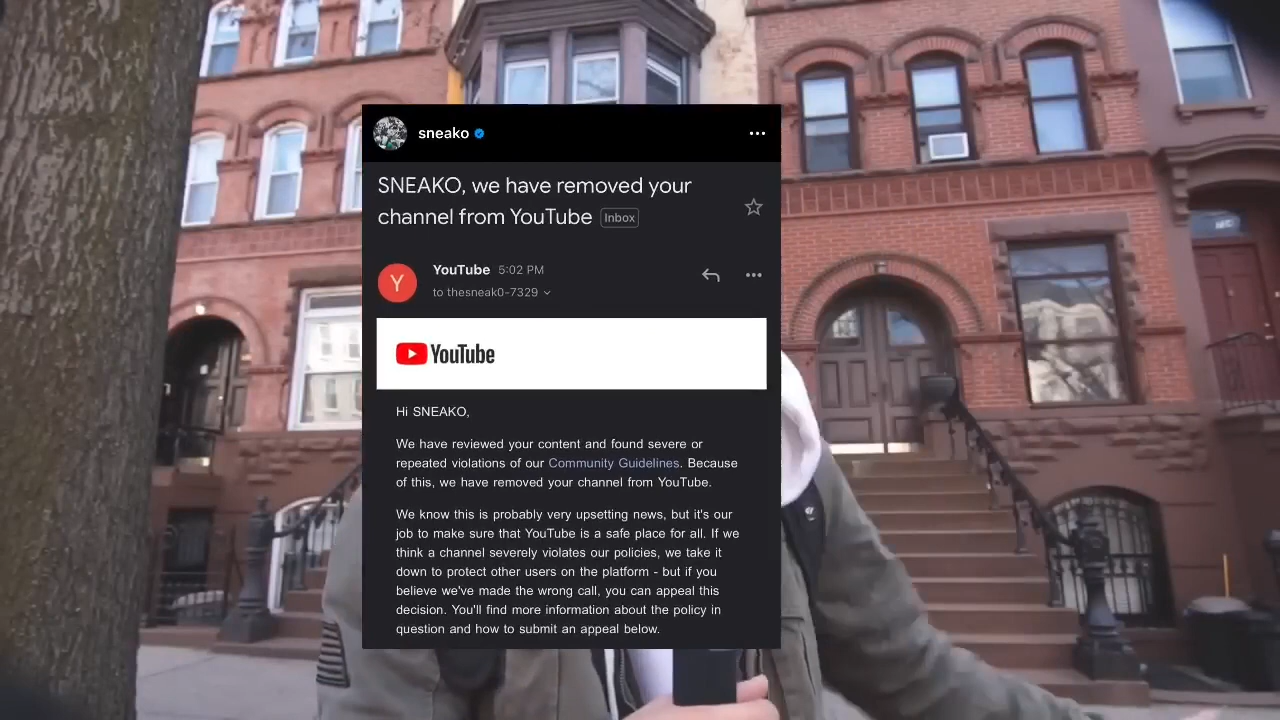 sneako
SNEAKO, we have removed your
channel from YouTube Inbox
Y
YouTube 5:02 PM
to thesneak0-7329
YouTube
Hi SNEAKO,
We have reviewed your content and found severe or
repeated violations of our Community Guidelines. Because
of this, we have removed your channel from YouTube.
We know this is probably very upsetting news, but it's our
job to make sure that YouTube is a safe place for all. If we
think a channel severely violates our policies, we take it
down to protect other users on the platform - but if you
believe we've made the wrong call, you can appeal this
decision. You'll find more information about the policy in
question and how to submit an appeal below.